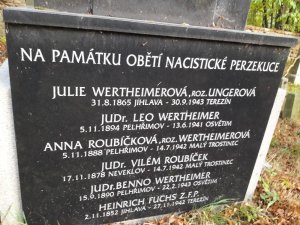 NA PAMÁTKU OBĚTÍ NACISTICKÉ PERZEKUCE
JULIE WERTHEIMEROVÁ, ROZ. UNGEROVÁ
31.8.1865 JIHLAVA - 30.9.1943 TEREZÍN
JUDr. LEO WERTHEIMER
5.11.1894 PELHŘIMOV - 13.6.1941 OSVĚTIM
ANNA ROUBÍČKOVÁ, ROZ. WERTHEIMEROVÁ
5.11.1888 PELHŘIMOV - 14.7.1942 MALÝ TROSTINEC
JUDr. VILÉM ROUBÍČEK
17.11.1878 NEVEKLOV - 14.7.1942 MALÝ TROSTINEC
JUDr. BENNO WERTHEIMER
15.9.1890 PELHŘIMOV - 22.2.1943 OSVĚTIM
HEINRICH FUCHS Z.F.P.
2.11.1852 JIHLAVA - 27.11.1942 TEREZÍN